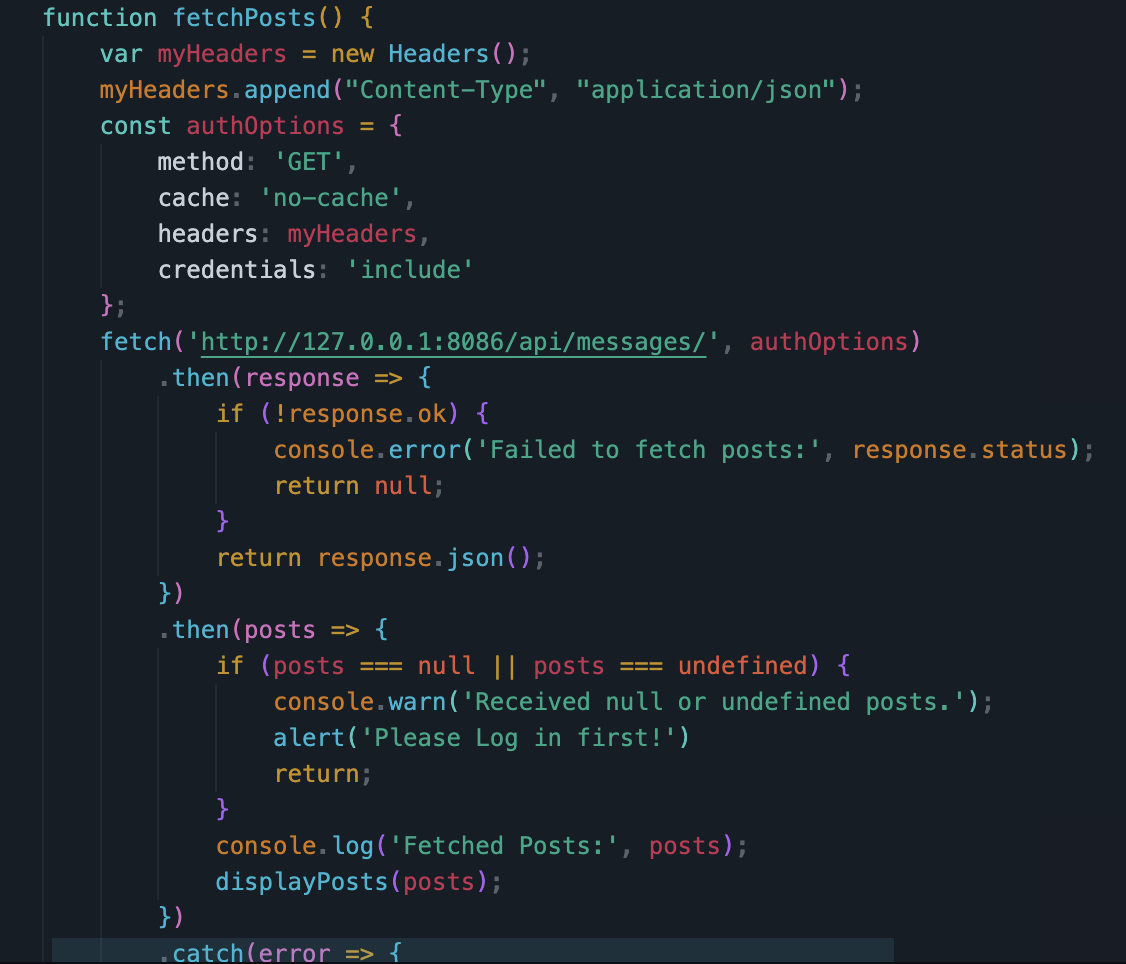 function fetchPosts() {
    var myHeaders = new Headers();
    myHeaders.append("Content-Type", "application/json");
    const authOptions = {
        method: 'GET',
        cache: 'no-cache',
        headers: myHeaders,
        credentials: 'include'
    };
    fetch('http://127.0.0.1:8086/api/messages/', authOptions)
        .then(response => {
            if (!response.ok) {
                console.error('Failed to fetch posts:', response.status);
                return null;
            }
            return response.json();
        })
        .then(posts => {
            if (posts === null || posts === undefined) {
                console.warn('Received null or undefined posts.');
                alert('Please Log in first!')
                return;
            }
            console.log('Fetched Posts:', posts);
            displayPosts(posts);
        })
        .catch(error => {